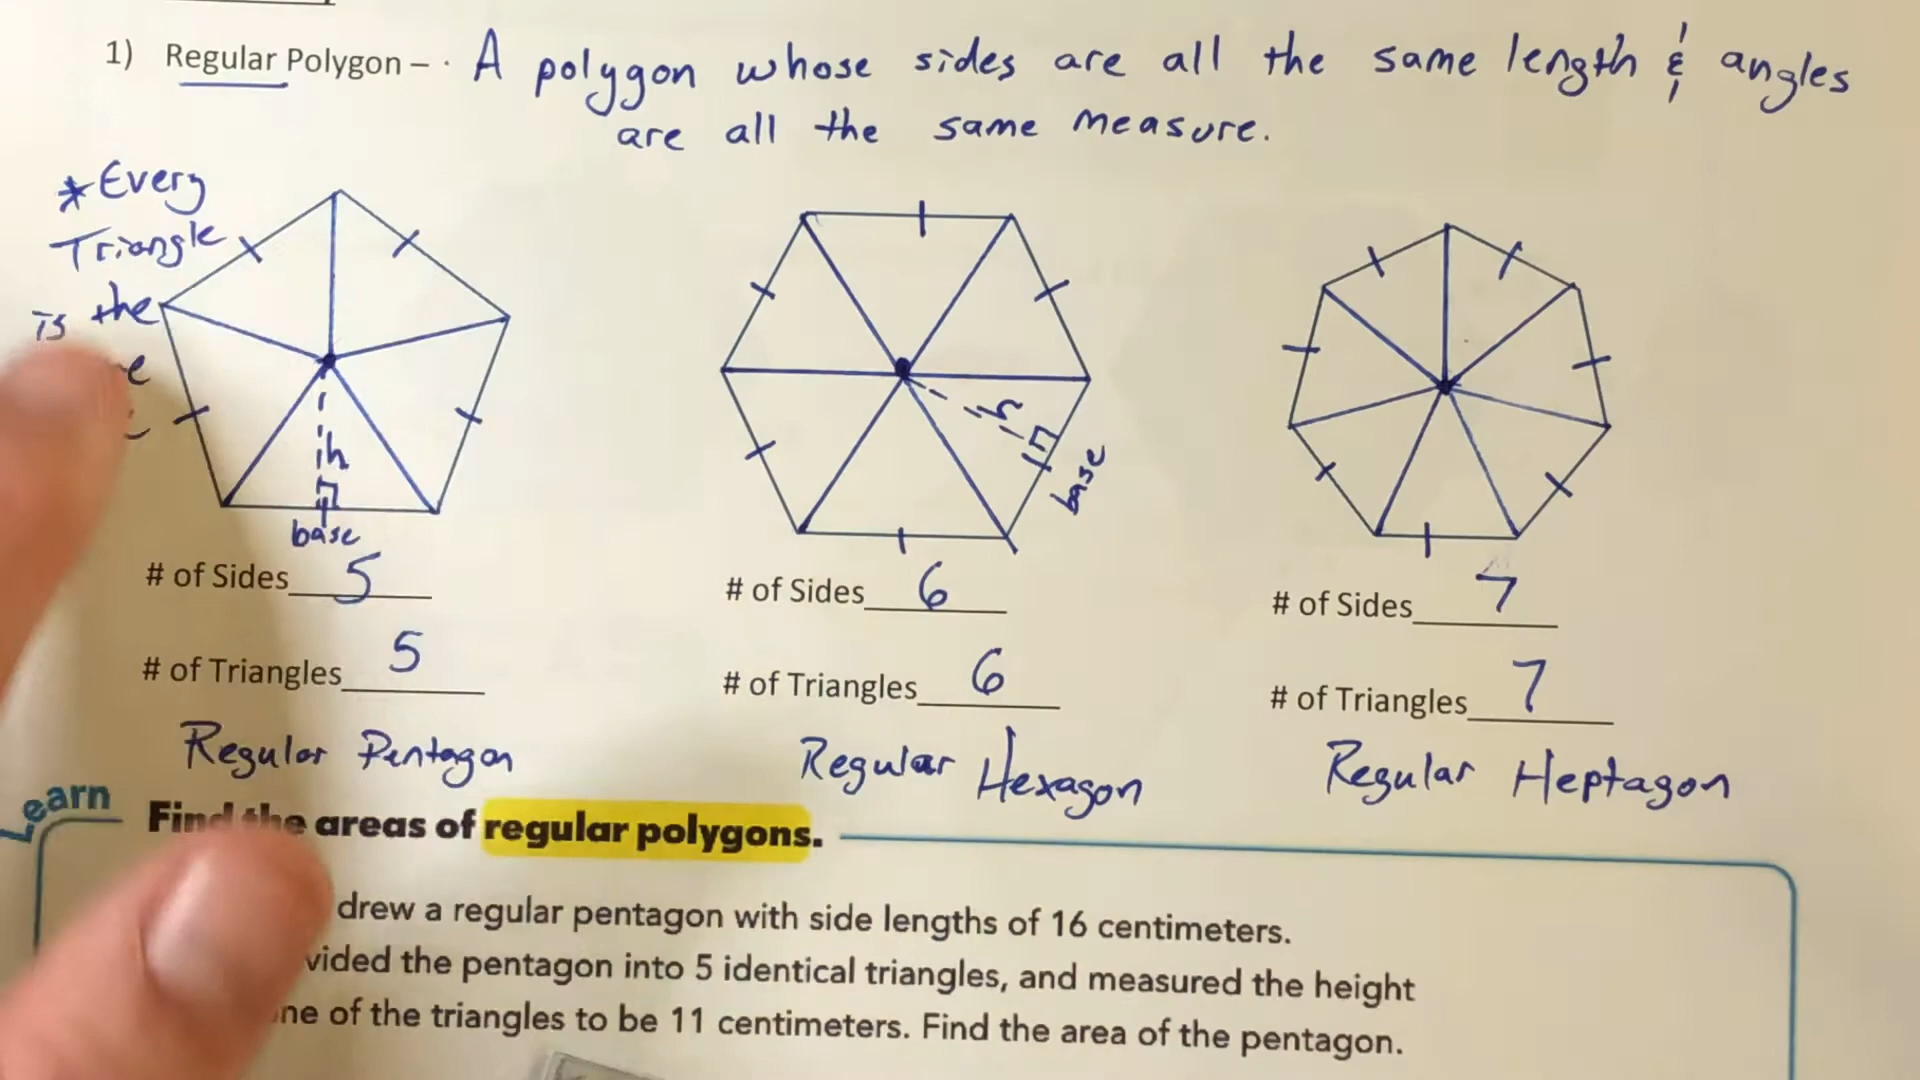 1) Regular Polygon – · A polygon whose sides are all the same length & angles
are all the same measure.
*Every
Triangle
is the
h
base
h
base
# of Sides 5
# of Sides 6
# of Sides 7
# of Triangles 5
# of Triangles 6
# of Triangles 7
Regular Pentagon
Regular Hexagon
Regular Heptagon
Learn
Find the areas of regular polygons.
drew a regular pentagon with side lengths of 16 centimeters.
vided the pentagon into 5 identical triangles, and measured the height
ne of the triangles to be 11 centimeters. Find the area of the pentagon.